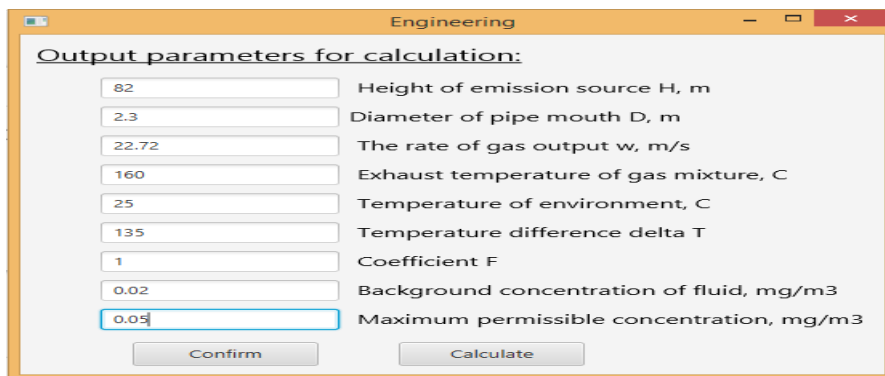 Engineering
Output parameters for calculation:
82 Height of emission source H, m
2.3 Diameter of pipe mouth D, m
22.72 The rate of gas output w, m/s
160 Exhaust temperature of gas mixture, C
25 Temperature of environment, C
135 Temperature difference delta T
1 Coefficient F
0.02 Background concentration of fluid, mg/m3
0.05 Maximum permissible concentration, mg/m3
Confirm Calculate